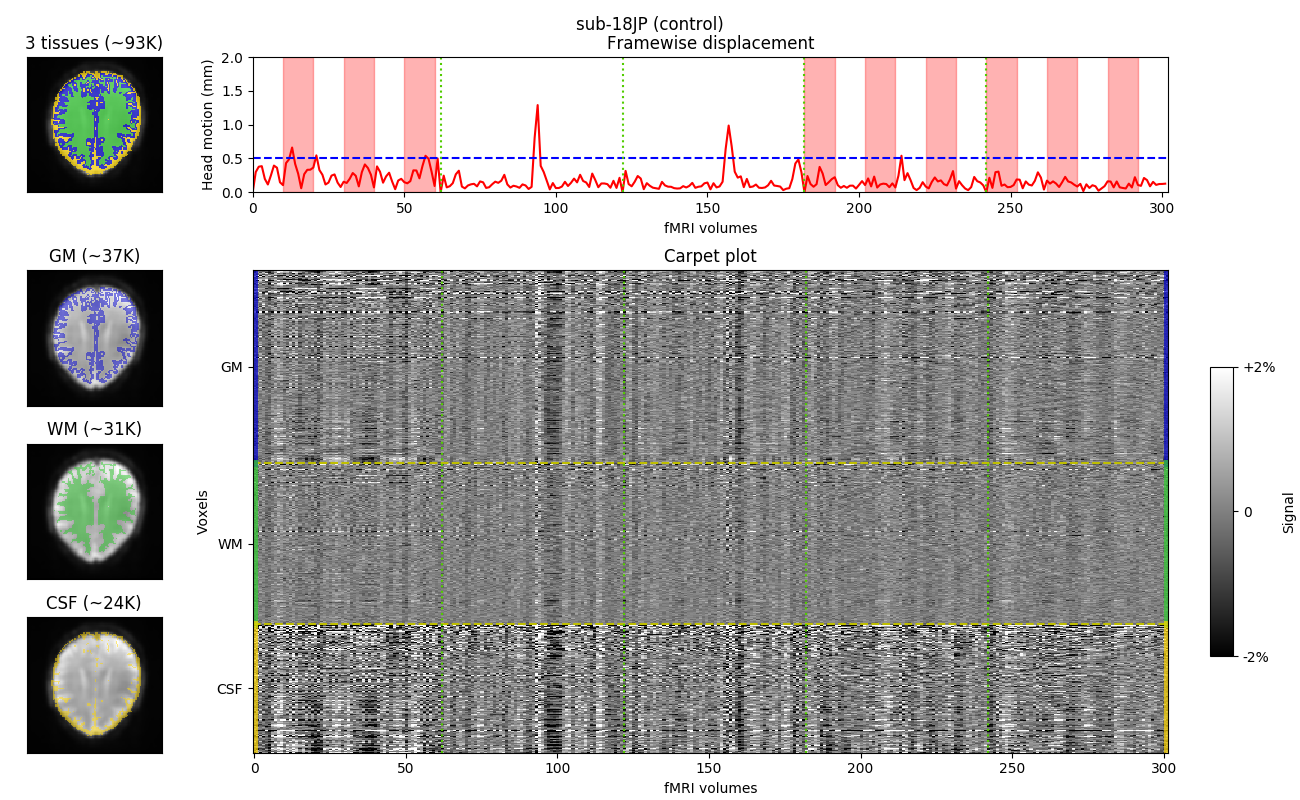 sub-18JP (control)
3 tissues (~93K)
Framewise displacement
Head motion (mm)
2.0
1.5
1.0
0.5
0.0
0 50 100 150 200 250 300
fMRI volumes
GM (~37K)
WM (~31K)
CSF (~24K)
Carpet plot
Voxels
GM
WM
CSF
0 50 100 150 200 250 300
fMRI volumes
+2%
0
-2%
Signal